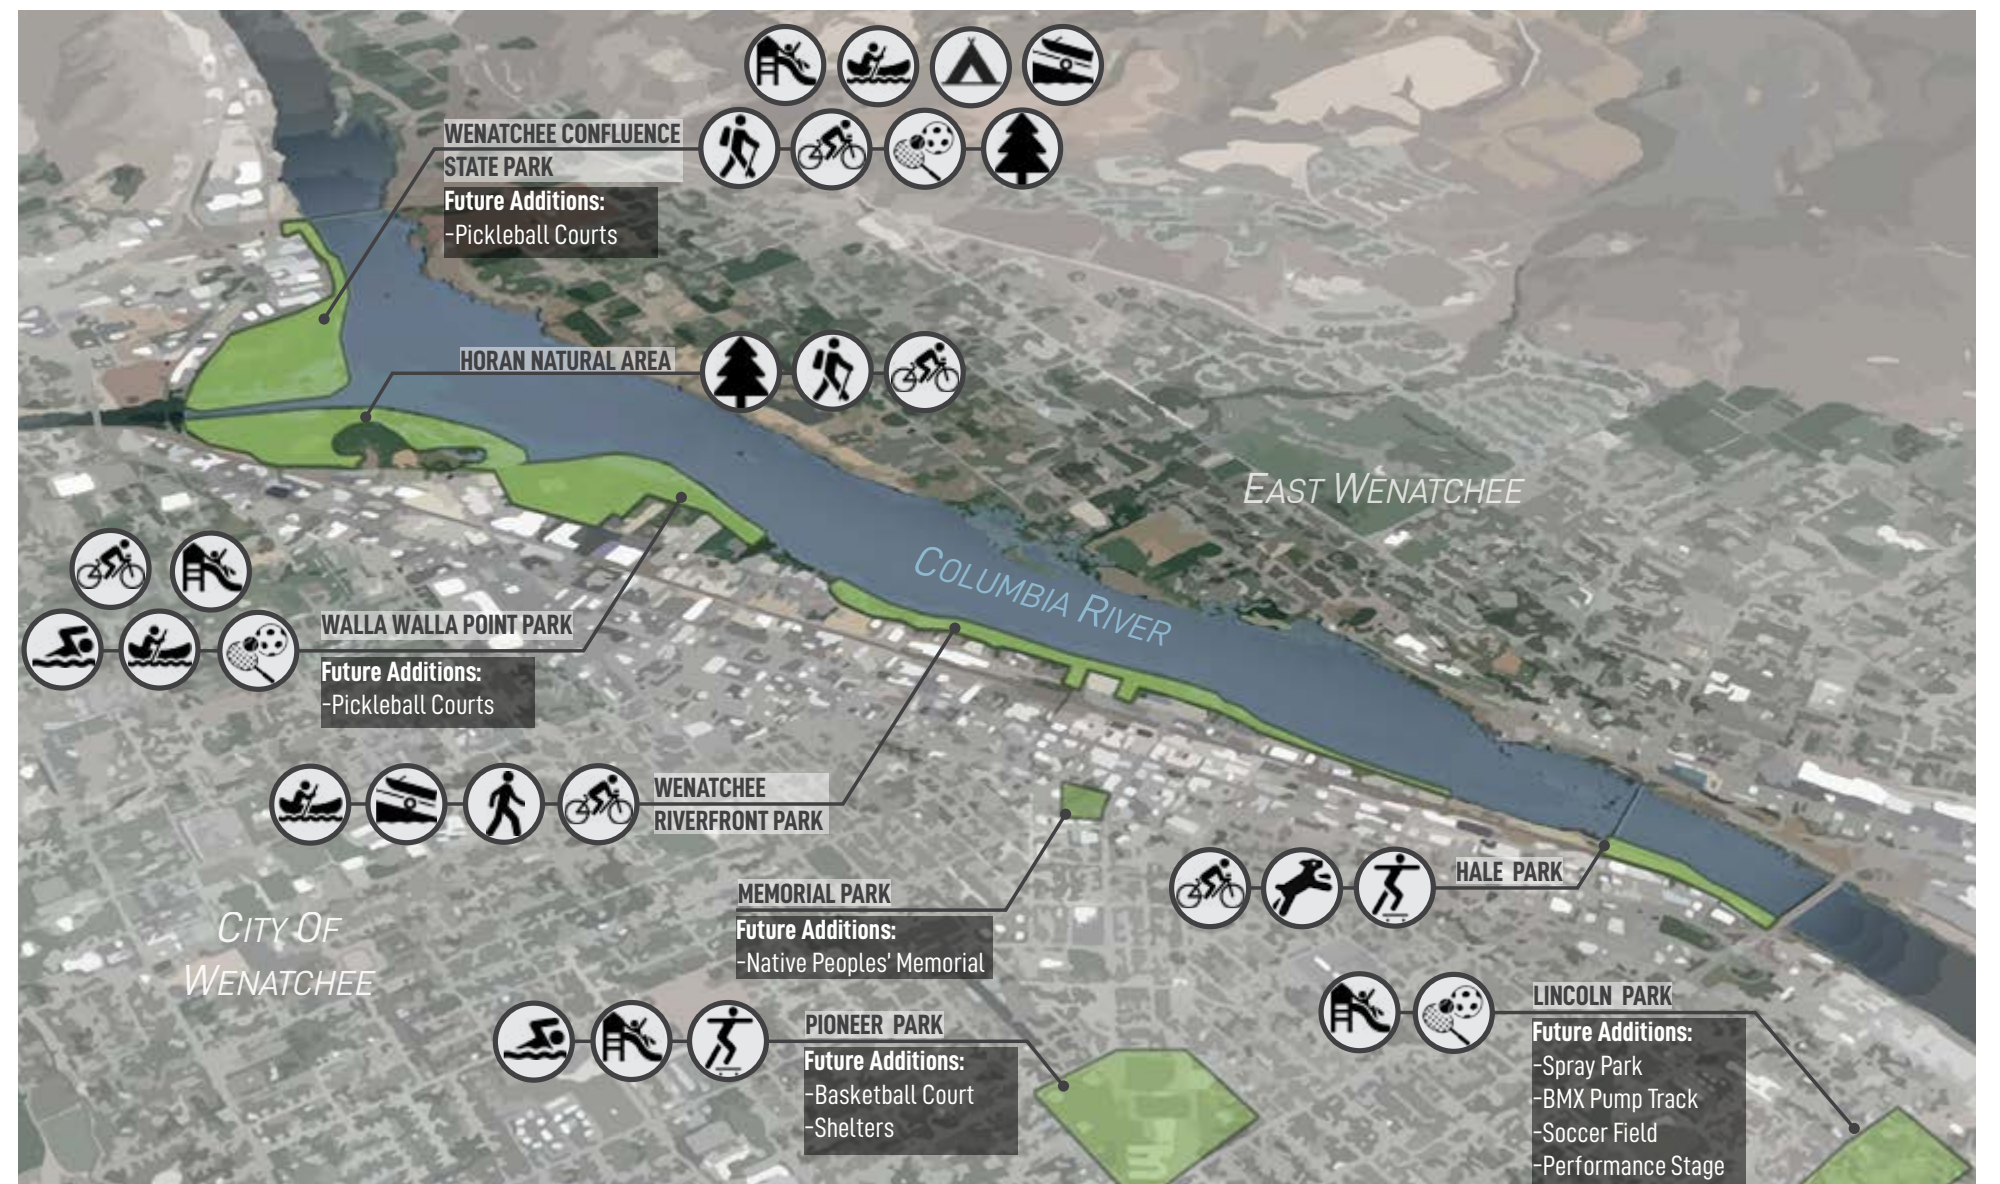 WENATCHEE CONFLUENCE
STATE PARK
Future Additions:
-Pickleball Courts
HORAN NATURAL AREA
EAST WENATCHEE
COLUMBIA RIVER
WALLA WALLA POINT PARK
Future Additions:
-Pickleball Courts
WENATCHEE
RIVERFRONT PARK
MEMORIAL PARK
Future Additions:
-Native Peoples' Memorial
HALE PARK
CITY OF
WENATCHEE
PIONEER PARK
Future Additions:
-Basketball Court
-Shelters
LINCOLN PARK
Future Additions:
-Spray Park
-BMX Pump Track
-Soccer Field
-Performance Stage